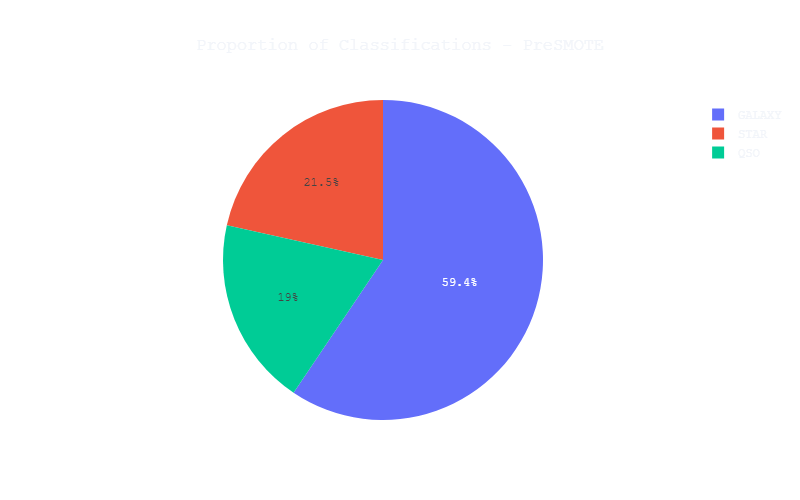 Proportion of Classifications - PreSMOTE
GALAXY
STAR
QSO
21.5%
59.4%
19%